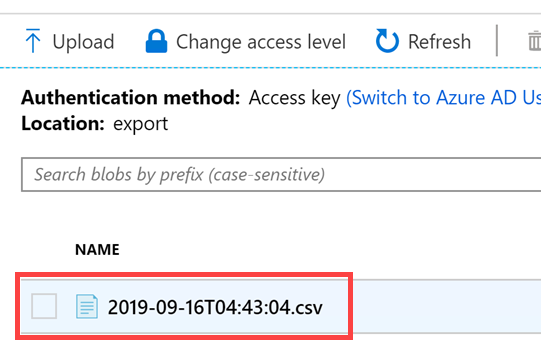 Upload Change access level Refresh
Authentication method: Access key (Switch to Azure AD Us
Location: export
Search blobs by prefix (case-sensitive)
NAME
2019-09-16T04:43:04.csv